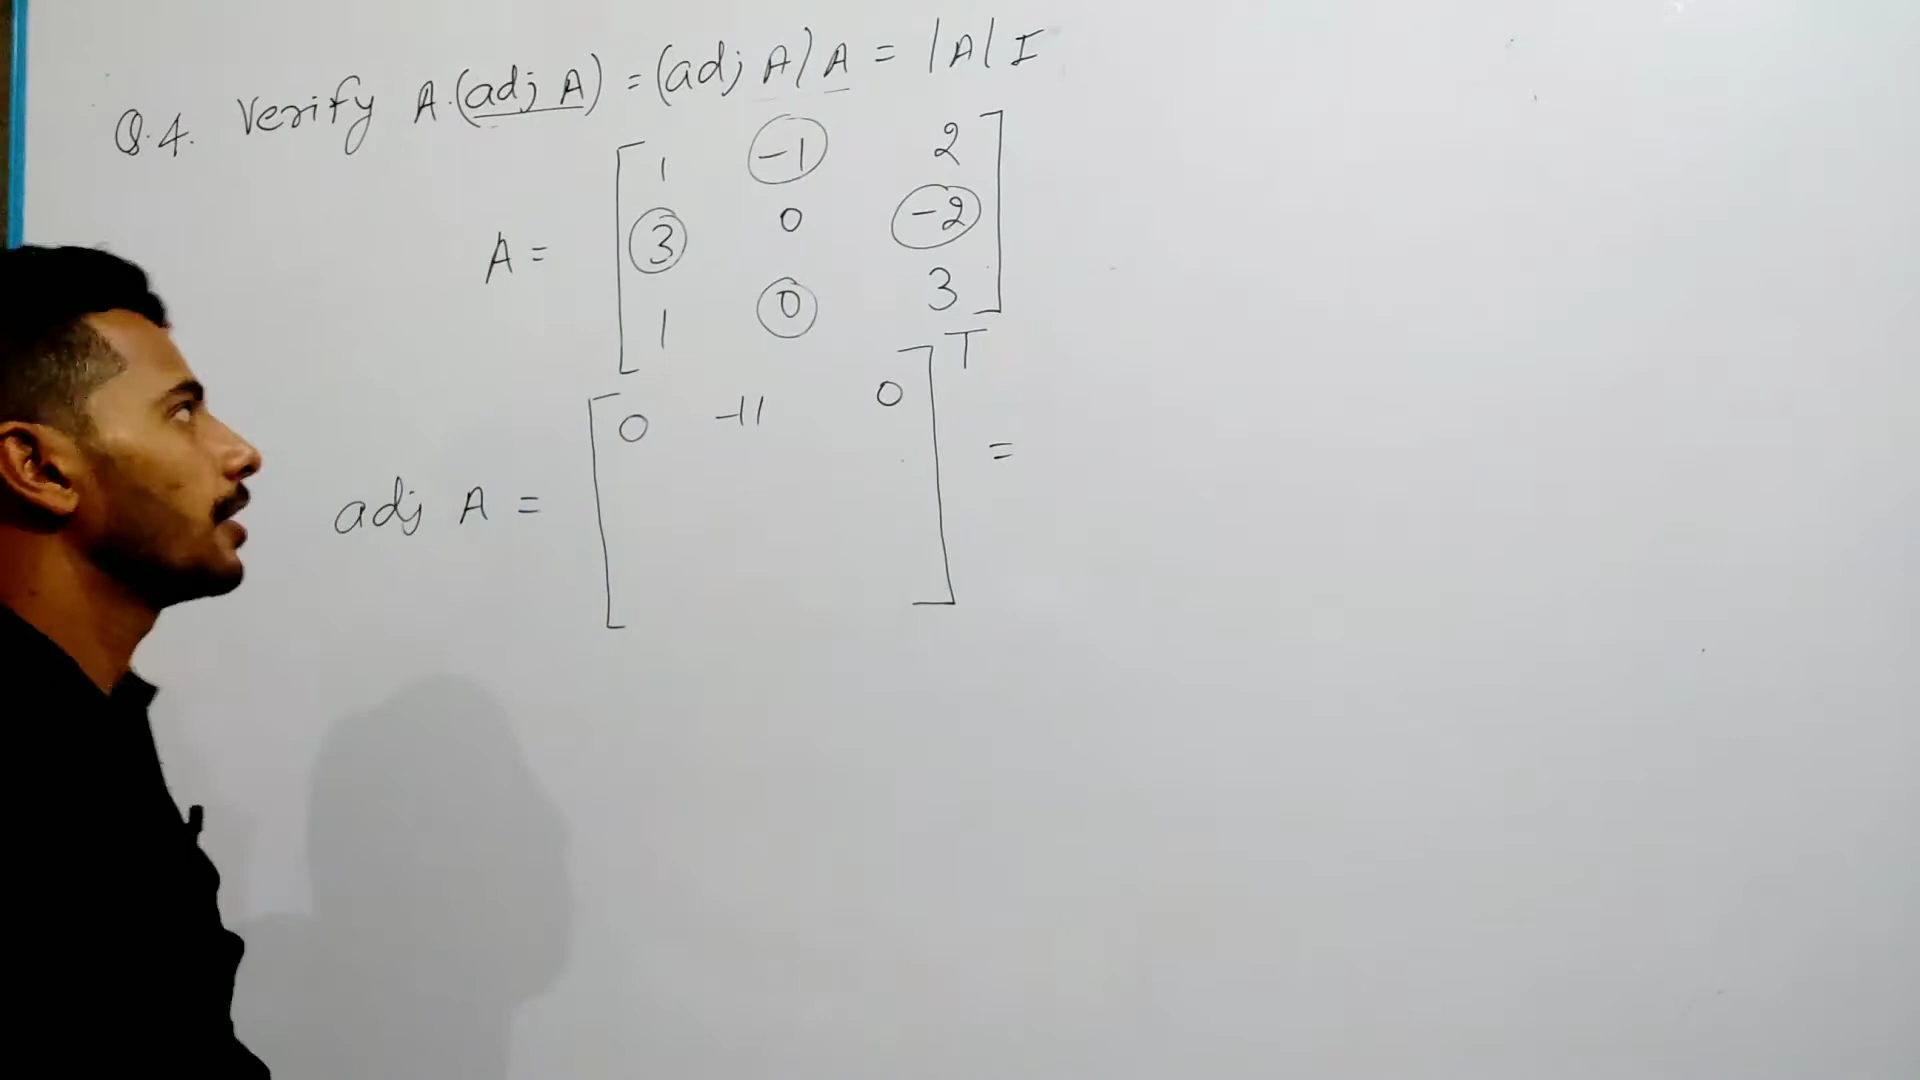 Q.4. Verify A.(adj A) = (adj A) A = |A| I
A = [ 1 -1 2
3 0 -2
1 0 3 ]
adj A = [ 0 -11 0 ]T =